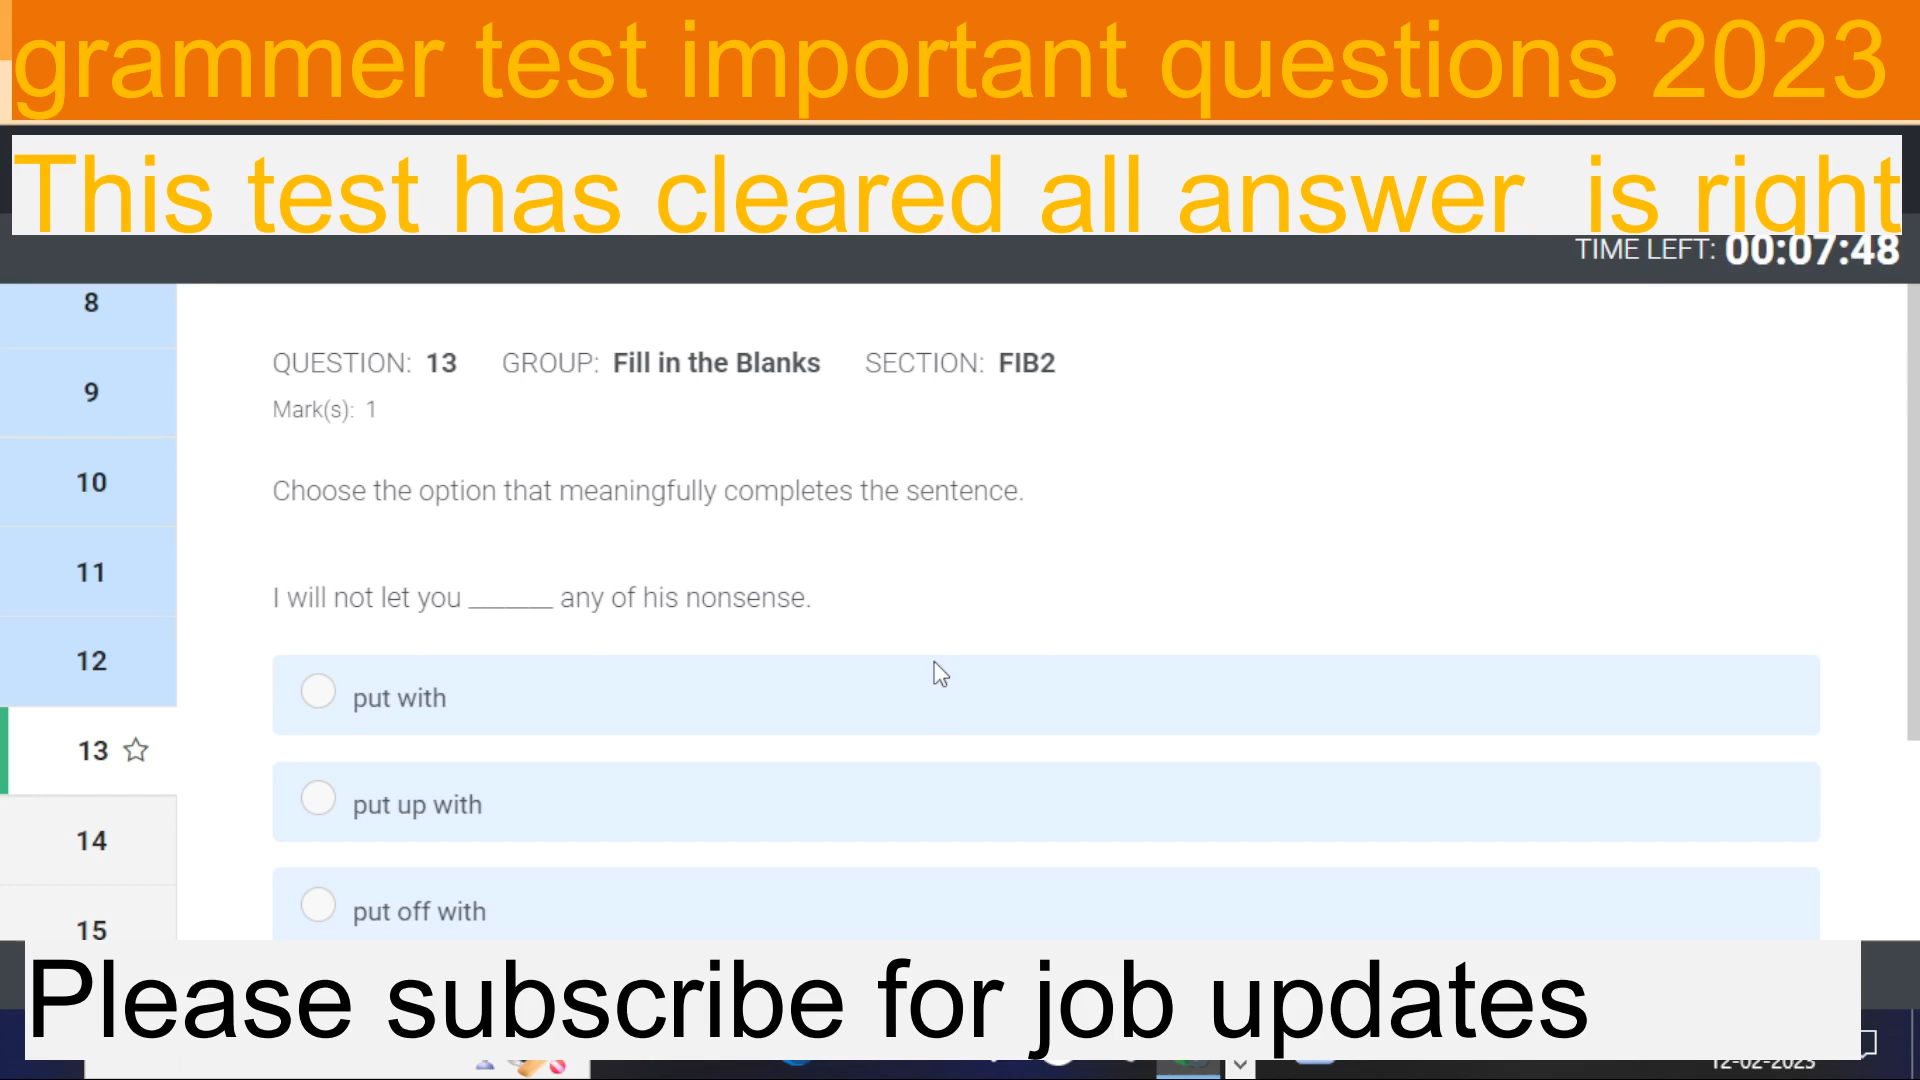 grammer test important questions 2023
This test has cleared all answer is right
TIME LEFT: 00:07:48
8
QUESTION: 13 GROUP: Fill in the Blanks SECTION: FIB2
9
Mark(s): 1
10
Choose the option that meaningfully completes the sentence.
11
I will not let you ______ any of his nonsense.
12
put with
13
put up with
14
put off with
15
Please subscribe for job updates
12-02-2023